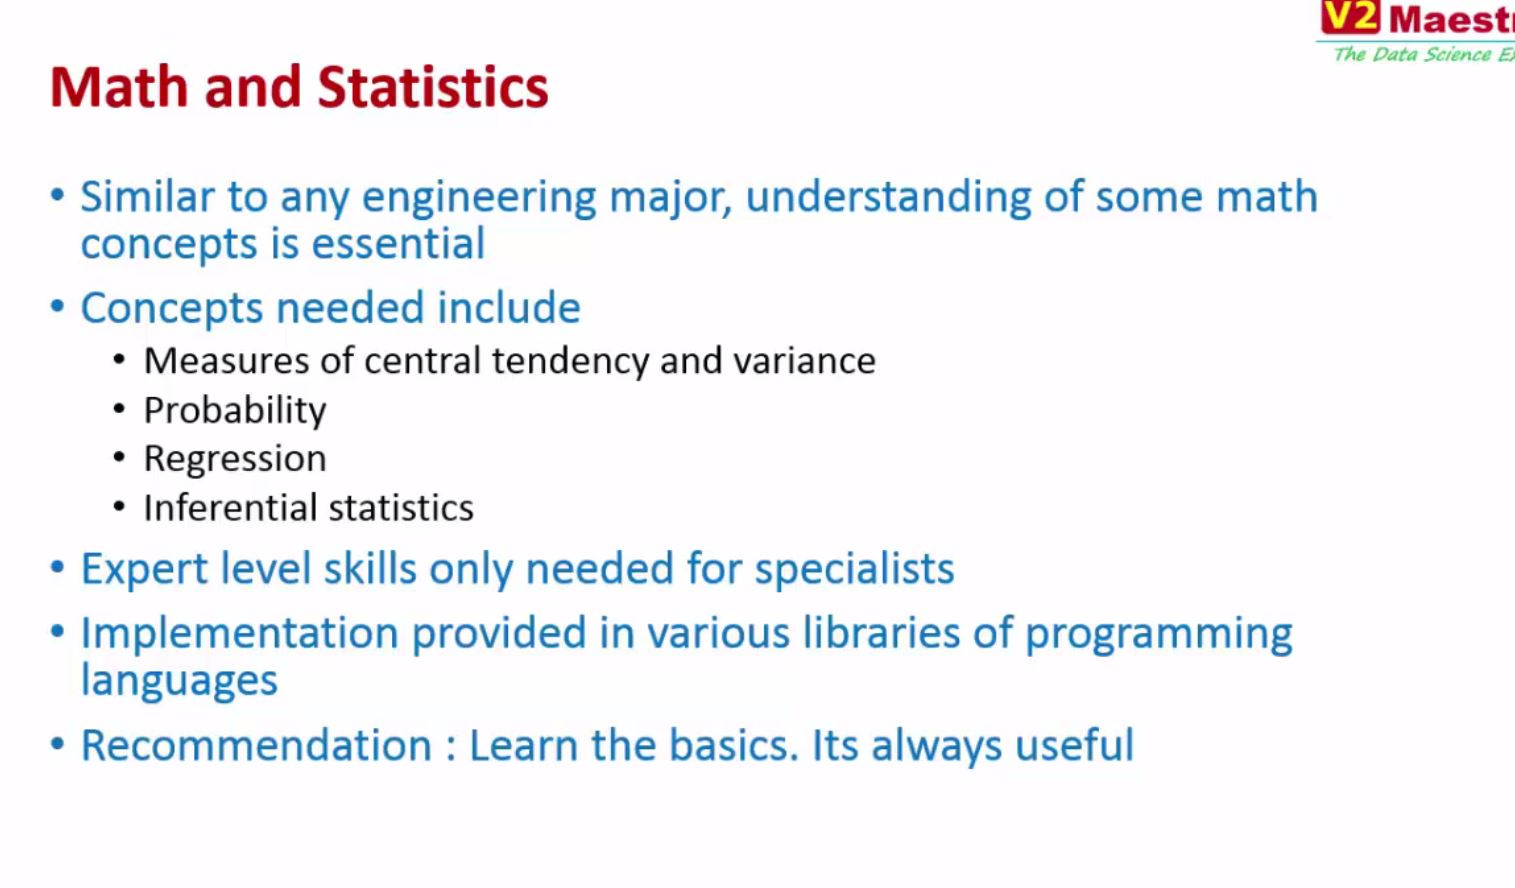 V2 Maest
The Data Science
Math and Statistics
• Similar to any engineering major, understanding of some math
concepts is essential
• Concepts needed include
• Measures of central tendency and variance
• Probability
• Regression
• Inferential statistics
• Expert level skills only needed for specialists
• Implementation provided in various libraries of programming
languages
• Recommendation : Learn the basics. Its always useful